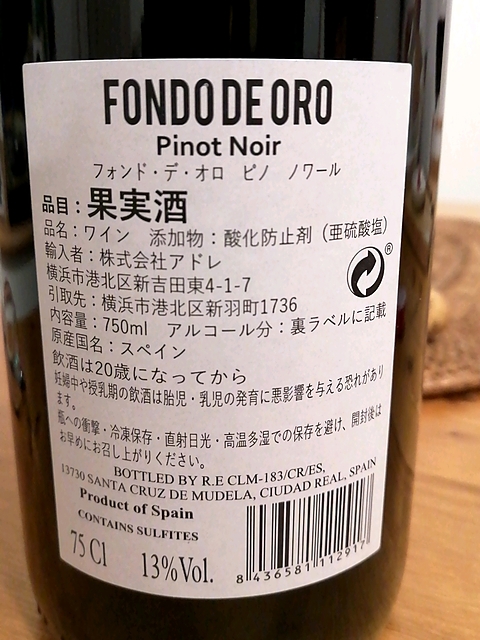 FONDO DE ORO
Pinot Noir
フォンド・デ・オロ ピノ ノワール
品目：果実酒
品名：ワイン 添加物：酸化防止剤（亜硫酸塩）
輸入者：株式会社アドレ
横浜市港北区新吉田東4-1-7
引取先：横浜市港北区新羽町1736
内容量：750ml アルコール分：裏ラベルに記載
原産国名：スペイン
飲酒は20歳になってから
妊婦中や授乳期の飲酒は胎児・乳児の発育に悪影響を与える恐れがあり
ます。
瓶への衝撃・冷凍保存・直射日光・高温多湿での保存を避け、開封後は
お早めにお召し上がりください。
BOTTLED BY R.E CLM-183/CR/ES,
13730 SANTA CRUZ DE MUDELA, CIUDAD REAL, SPAIN
Product of Spain
CONTAINS SULFITES
75 Cl 13% Vol.
8 436581 112917
®